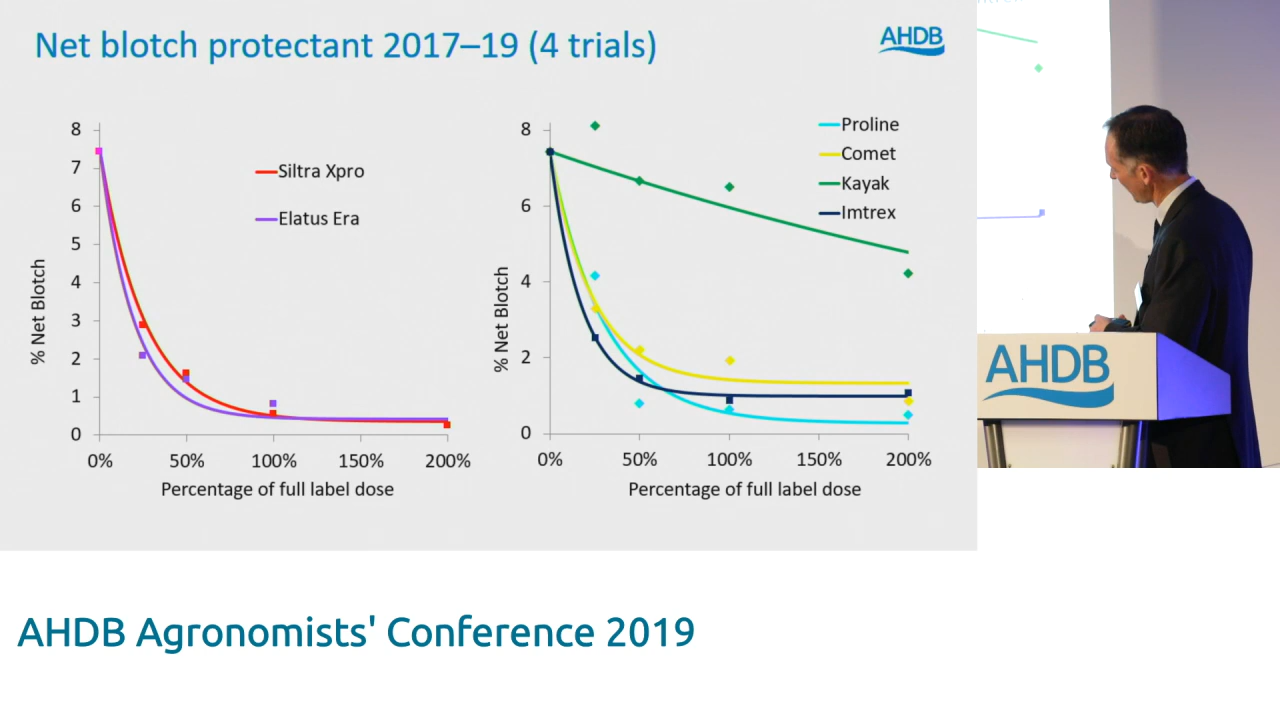 Net blotch protectant 2017–19 (4 trials)
AHDB
8
7
6
5
4
3
2
1
0
% Net Blotch
Siltra Xpro
Elatus Era
0%
50%
100%
150%
200%
Percentage of full label dose
8
6
4
2
0
% Net Blotch
Proline
Comet
Kayak
Imtrex
0%
50%
100%
150%
200%
Percentage of full label dose
AHDB
AHDB Agronomists' Conference 2019